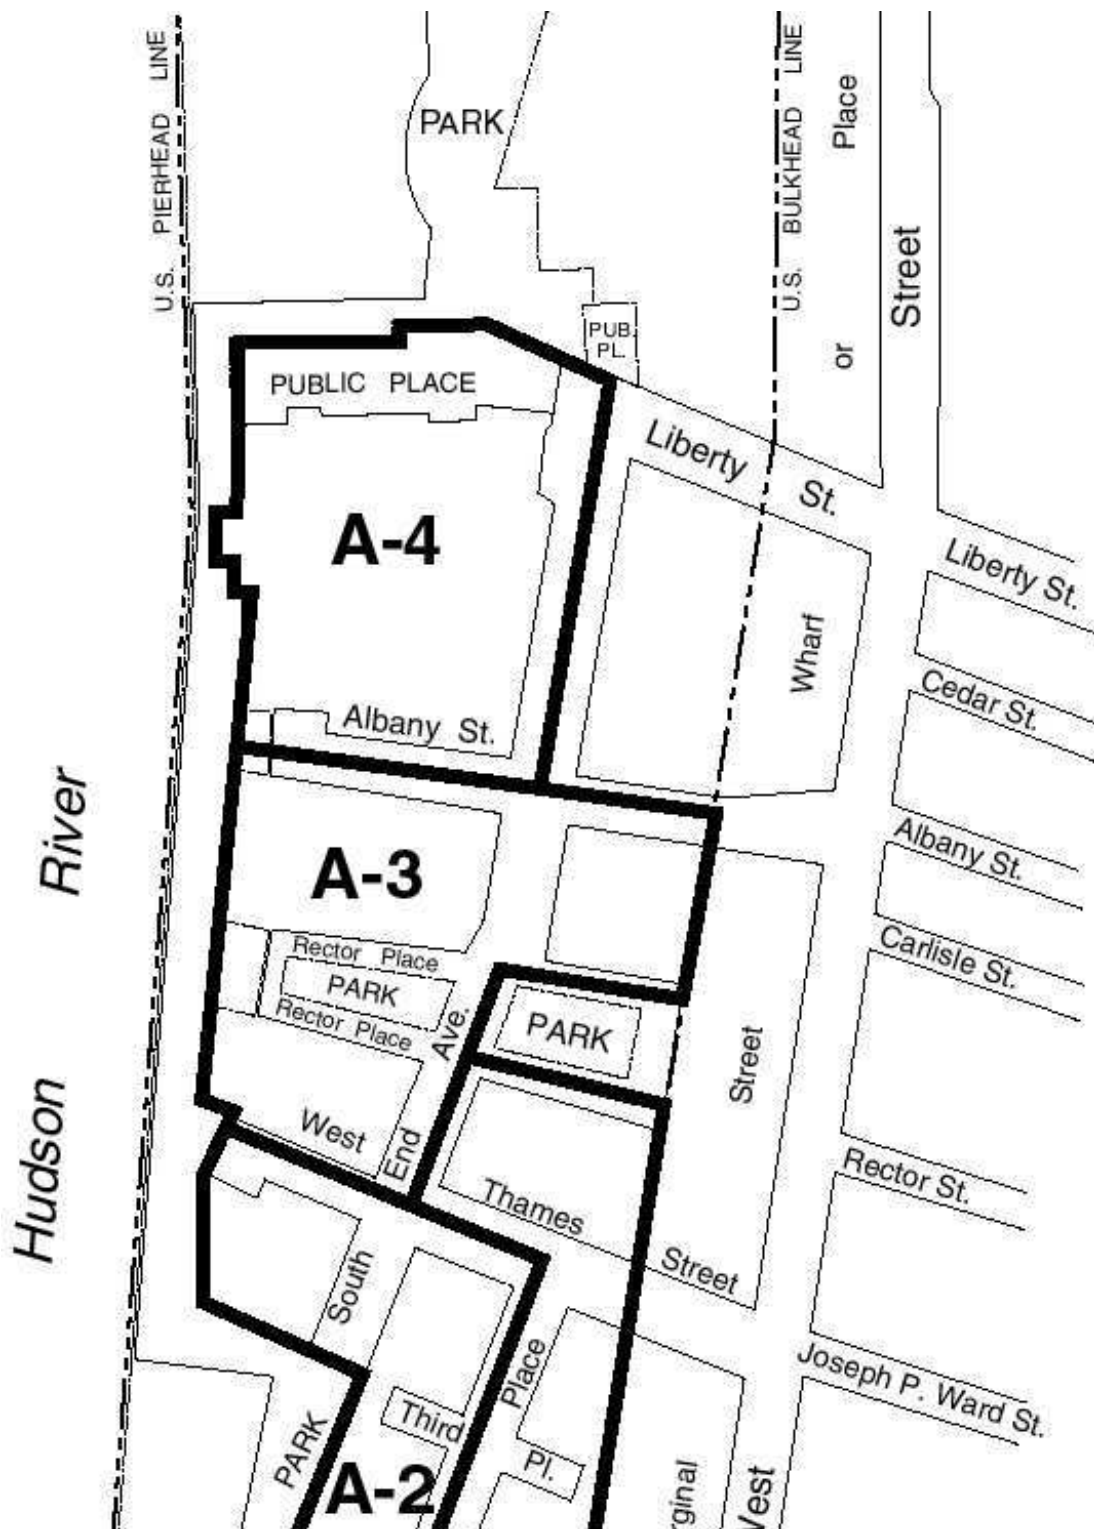 U.S. PIERHEAD LINE
PARK
U.S. BULKHEAD LINE
Place
or
Street
PUB.
PL.
PUBLIC PLACE
Liberty St.
A-4
Wharf
Liberty St.
Cedar St.
Albany St.
River
A-3
Albany St.
Carlisle St.
Rector Place
PARK
Rector Place
Ave.
PARK
Street
Hudson
West
End
Thames
Street
Rector St.
South
Place
Joseph P. Ward St.
PARK
Third
Pl.
A-2
rginal